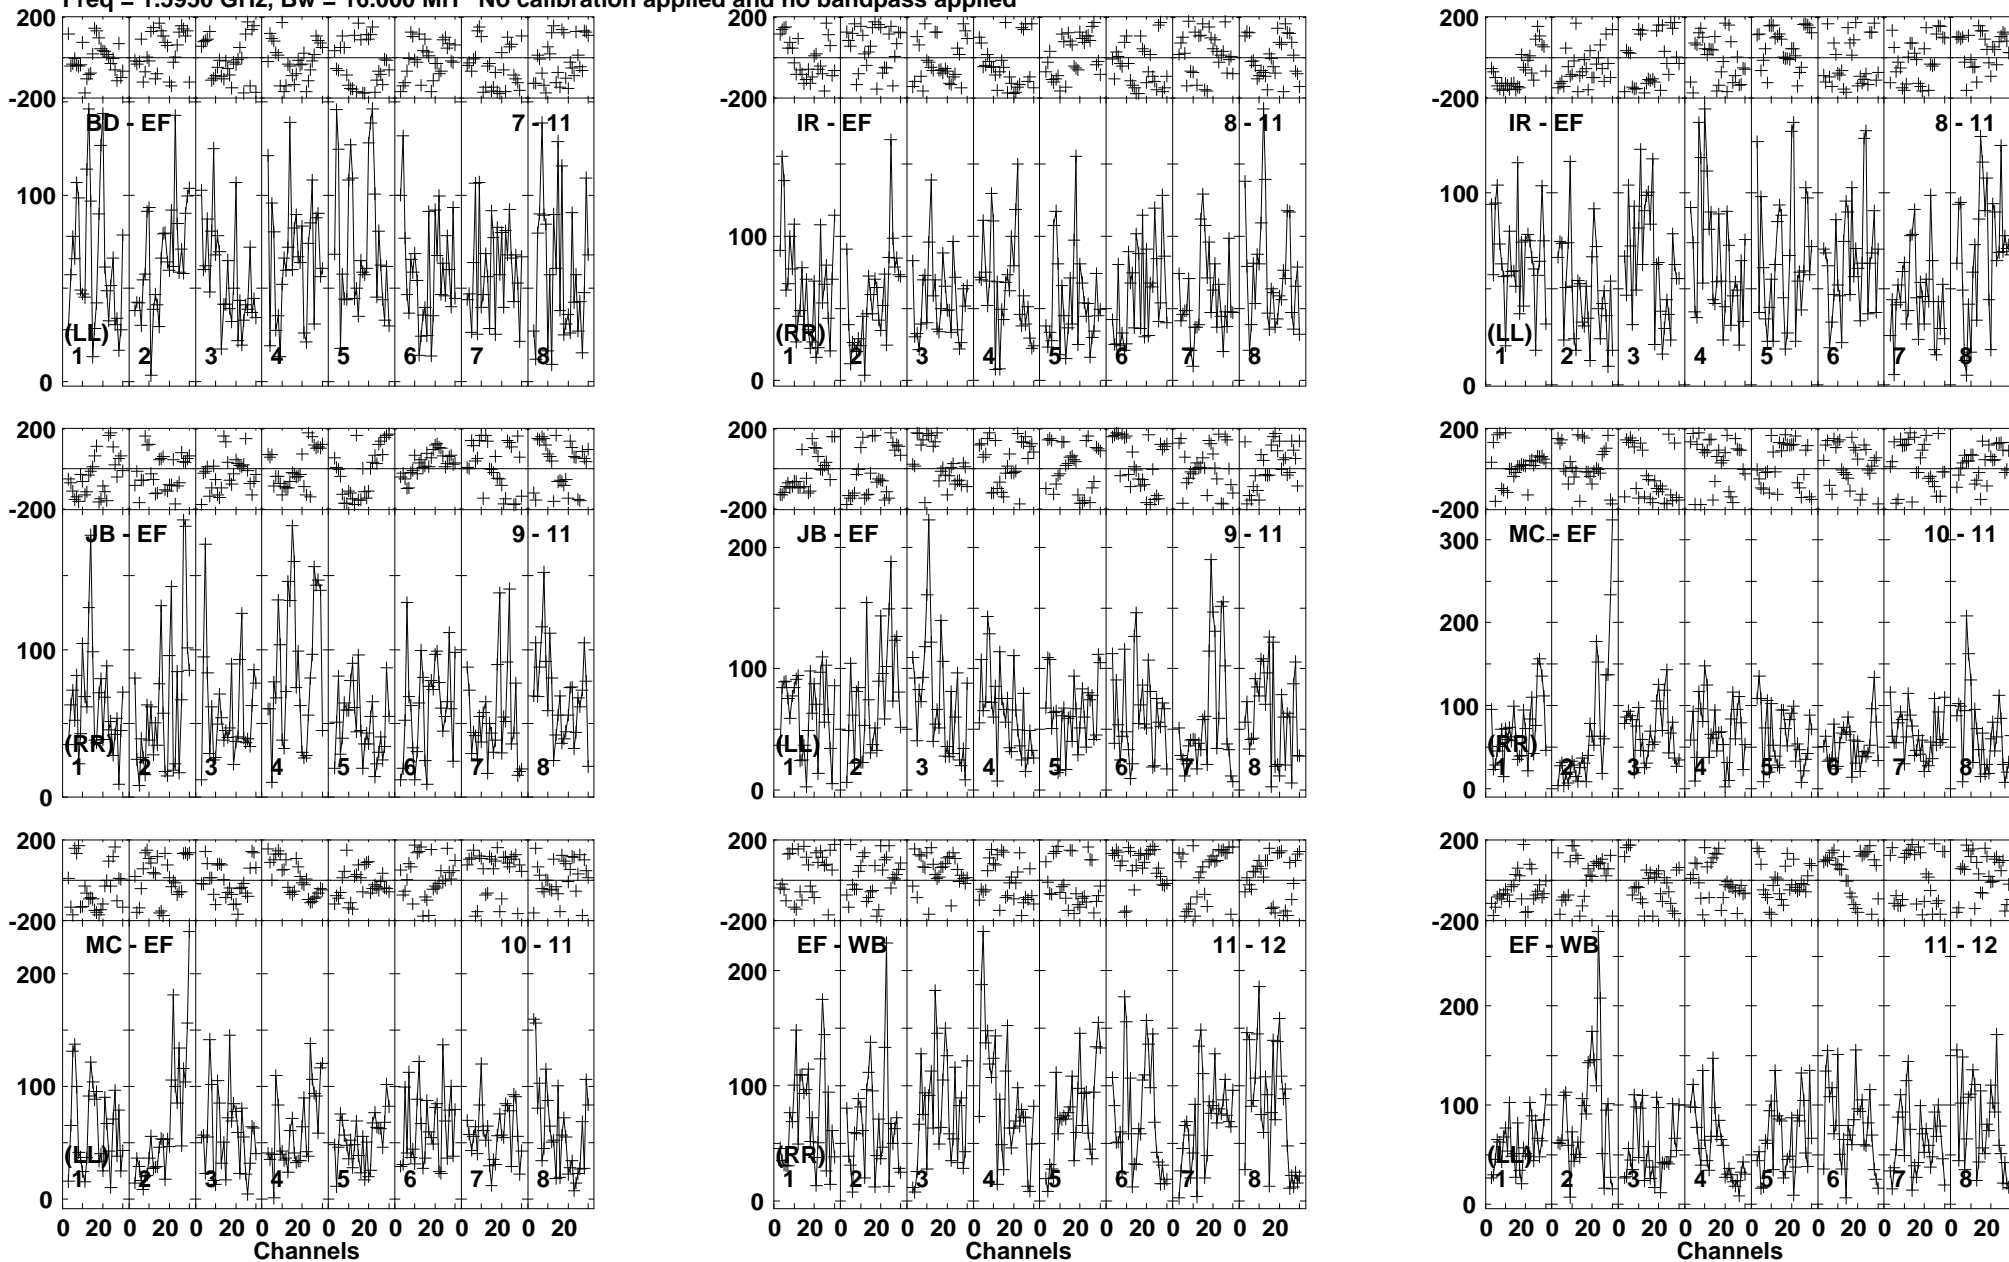 Freq = 1.5950 GHz, Bw = 16.000 MH No calibration applied and no bandpass applied
200 200 200
-200 -200 -200
BD - EF 7 - 11 IR - EF 8 - 11 IR - EF 8 - 11
100 100 100
(LL) (RR) (LL)
1 2 3 4 5 6 7 8 1 2 3 4 5 6 7 8 1 2 3 4 5 6 7 8
0 0 0
200 200 200
-200 -200 -200
JB - EF 9 - 11 JB - EF 9 - 11 MC - EF 10 - 11
300
200 200
100 100 100
(RR) (LL) (RR)
1 2 3 4 5 6 7 8 1 2 3 4 5 6 7 8 1 2 3 4 5 6 7 8
0 0 0
200 200 200
-200 -200 -200
MC - EF 10 - 11 EF - WB 11 - 12 EF - WB 11 - 12
200 200 200
100 100 100
(LL) (RR) (LL)
1 2 3 4 5 6 7 8 1 2 3 4 5 6 7 8 1 2 3 4 5 6 7 8
0 0 0
0 20 0 20 0 20 0 20 0 20 0 20 0 20 0 20 0 20 0 20 0 20 0 20 0 20 0 20 0 20 0 20 0 20 0 20 0 20 0 20 0 20 0 20 0 20 0 20
Channels Channels Channels